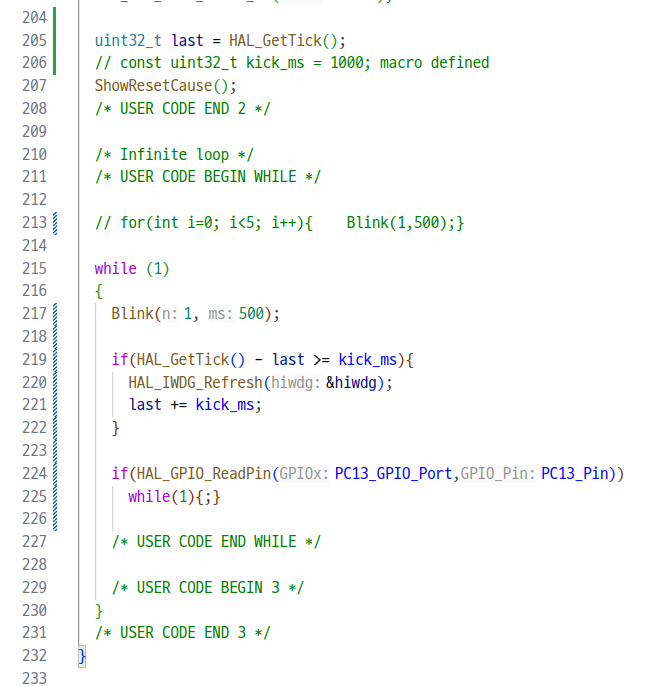 204
205 uint32_t last = HAL_GetTick();
206 // const uint32_t kick_ms = 1000; macro defined
207 ShowResetCause();
208 /* USER CODE END 2 */
209
210 /* Infinite loop */
211 /* USER CODE BEGIN WHILE */
212
213 // for(int i=0; i<5; i++){    Blink(1,500);}
214
215 while (1)
216 {
217 Blink(n: 1, ms: 500);
218
219 if(HAL_GetTick() - last >= kick_ms){
220 HAL_IWDG_Refresh(hiwdg: &hiwdg);
221 last += kick_ms;
222 }
223
224 if(HAL_GPIO_ReadPin(GPIOx: PC13_GPIO_Port,GPIO_Pin: PC13_Pin))
225 while(1){;}
226
227 /* USER CODE END WHILE */
228
229 /* USER CODE BEGIN 3 */
230 }
231 /* USER CODE END 3 */
232 }
233